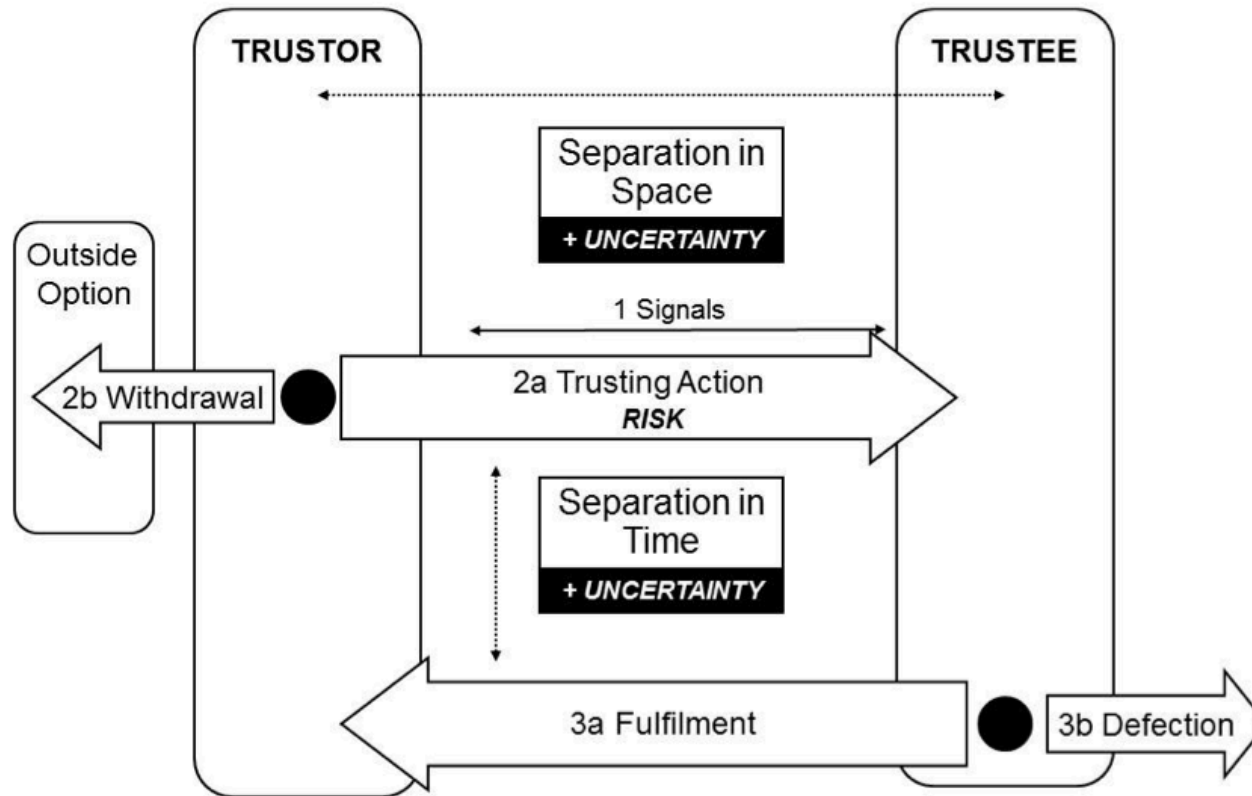 TRUSTOR
TRUSTEE
Separation in
Space
+ UNCERTAINTY
Outside
Option
1 Signals
2b Withdrawal
2a Trusting Action
RISK
Separation in
Time
+ UNCERTAINTY
3a Fulfilment
3b Defection